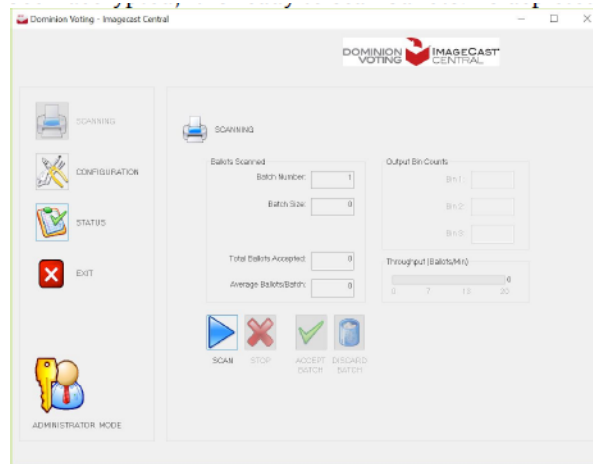 Dominion Voting - Imagecast Central
DOMINION VOTING IMAGECAST CENTRAL
SCANNING
CONFIGURATION
STATUS
EXIT
ADMINISTRATOR MODE
SCANNING
Ballots Scanned
Batch Number: 1
Batch Size: 0
Total Ballots Accepted: 0
Average Ballots/Batch: 0
Output Bin Counts
Bin 1:
Bin 2:
Bin 3:
Throughput (Ballots/Min)
0
0 7 13 20
SCAN STOP ACCEPT BATCH DISCARD BATCH